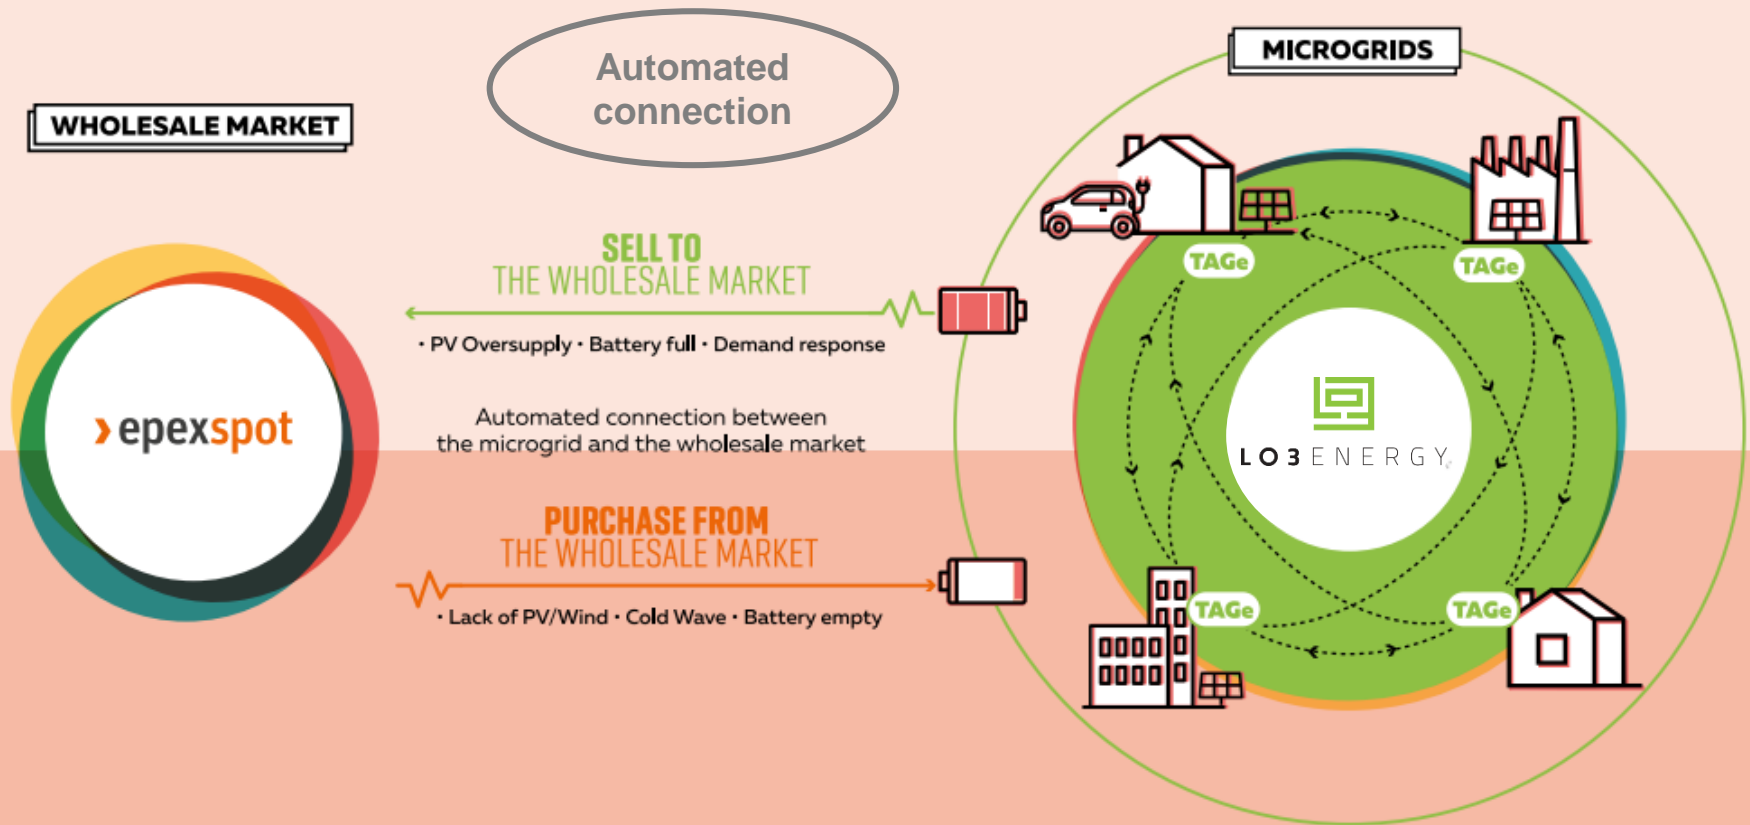 Automated
connection
MICROGRIDS
WHOLESALE MARKET
SELL TO
THE WHOLESALE MARKET
• PV Oversupply • Battery full • Demand response
Automated connection between
the microgrid and the wholesale market
PURCHASE FROM
THE WHOLESALE MARKET
• Lack of PV/Wind • Cold Wave • Battery empty
epexspot
TAGe
TAGe
LO3 ENERGY
TAGe
TAGe